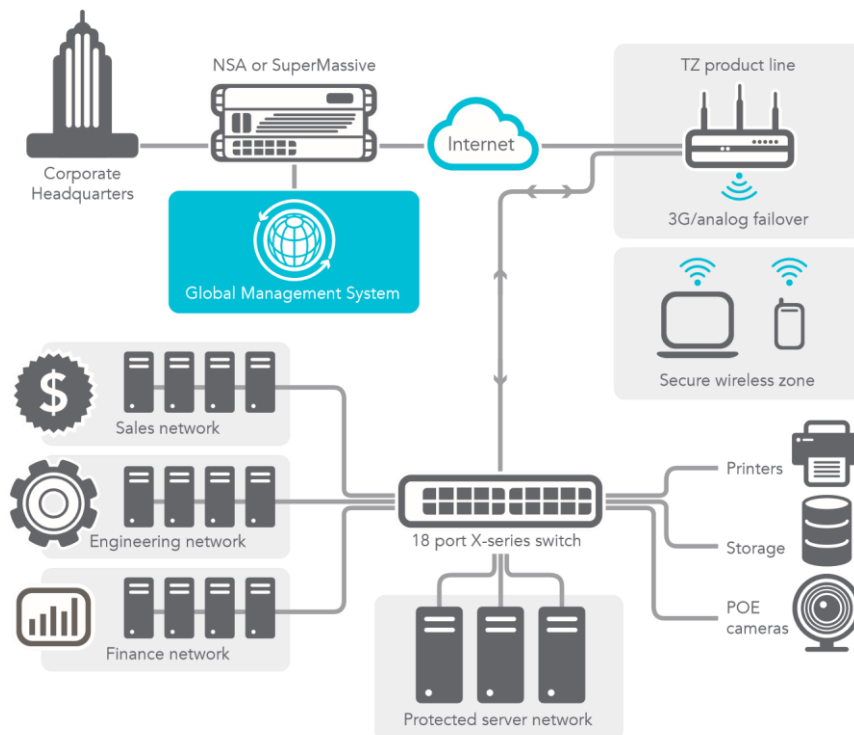 NSA or SuperMassive
TZ product line
Internet
Corporate
Headquarters
3G/analog failover
Global Management System
Secure wireless zone
$
Sales network
Printers
Engineering network
18 port X-series switch
Storage
POE
cameras
Finance network
Protected server network